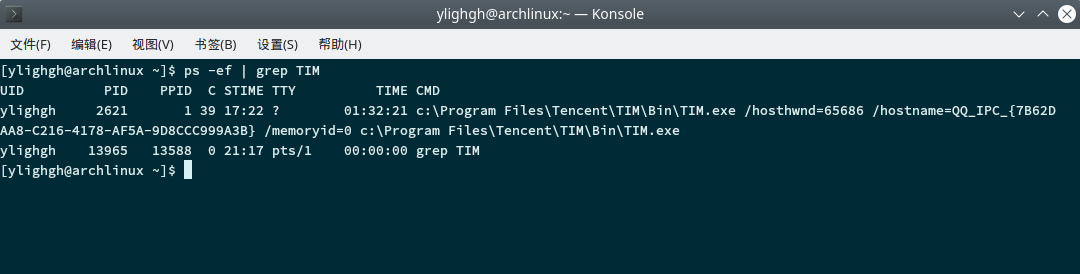 ylighgh@archlinux:~ — Konsole
文件(F) 编辑(E) 视图(V) 书签(B) 设置(S) 帮助(H)
[ylighgh@archlinux ~]$ ps -ef | grep TIM
UID          PID    PPID  C STIME TTY          TIME CMD
ylighgh     2621       1 39 17:22 ?        01:32:21 c:\Program Files\Tencent\TIM\Bin\TIM.exe /hosthwnd=65686 /hostname=QQ_IPC_{7B62D
AA8-C216-4178-AF5A-9D8CCC999A3B} /memoryid=0 c:\Program Files\Tencent\TIM\Bin\TIM.exe
ylighgh    13965   13588  0 21:17 pts/1    00:00:00 grep TIM
[ylighgh@archlinux ~]$